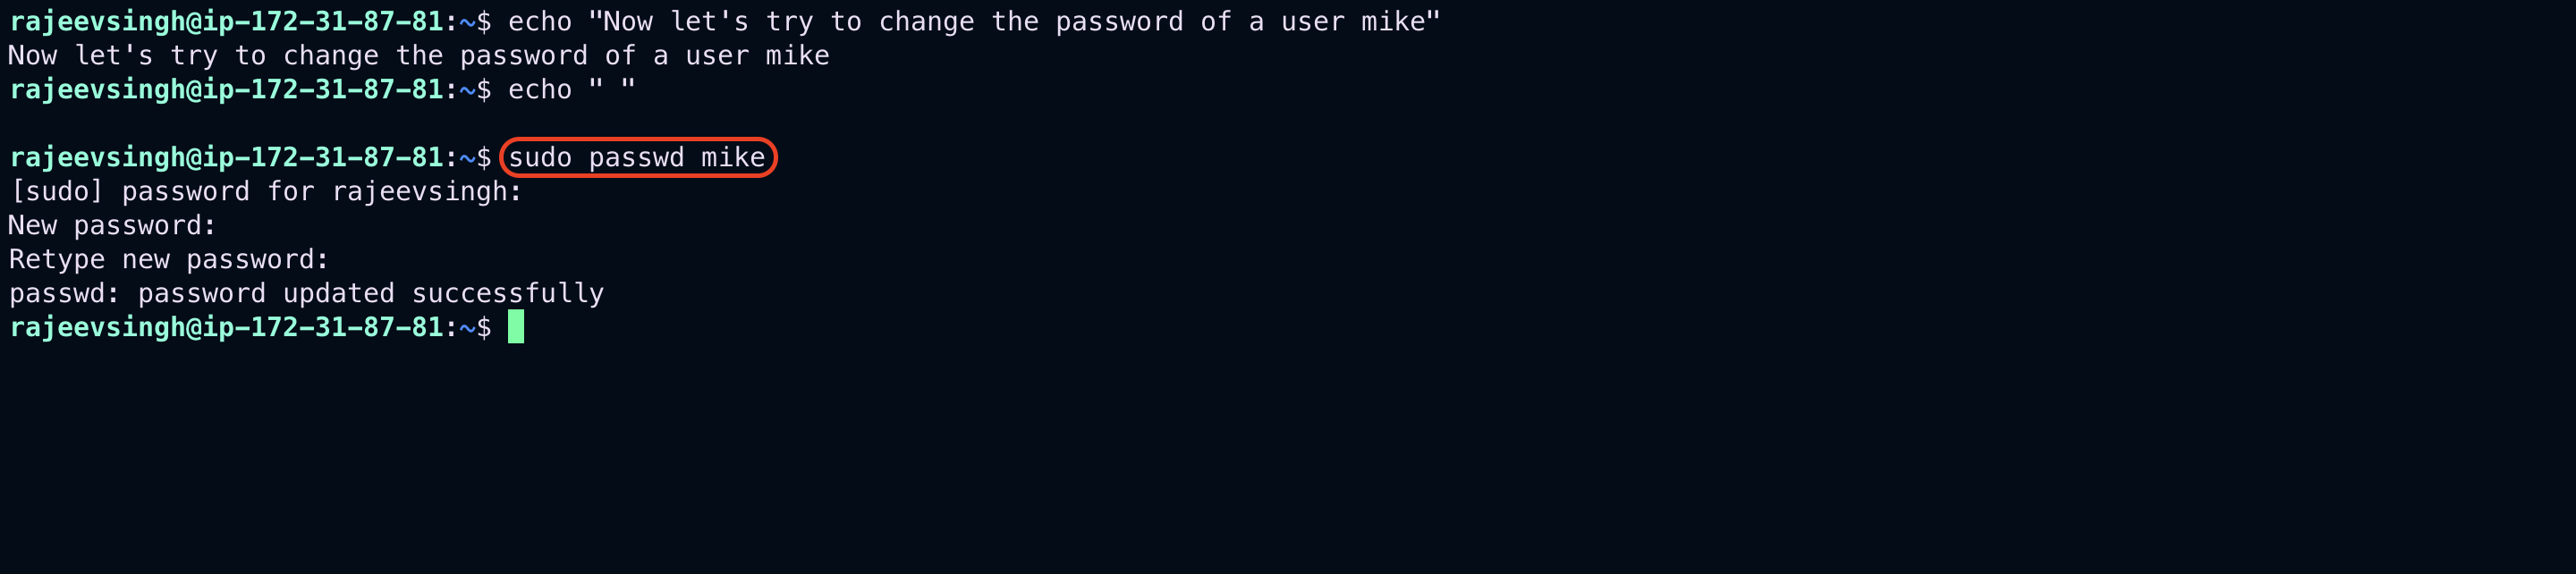 rajeevsingh@ip-172-31-87-81:~$ echo "Now let's try to change the password of a user mike"
Now let's try to change the password of a user mike
rajeevsingh@ip-172-31-87-81:~$ echo " "
rajeevsingh@ip-172-31-87-81:~$ sudo passwd mike
[sudo] password for rajeevsingh:
New password:
Retype new password:
passwd: password updated successfully
rajeevsingh@ip-172-31-87-81:~$